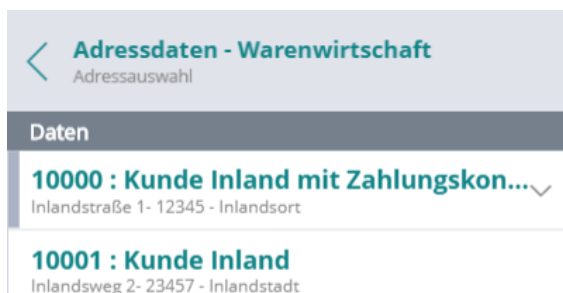 Adressdaten - Warenwirtschaft
Adressauswahl
Daten
10000 : Kunde Inland mit Zahlungskon...
Inlandstraße 1- 12345 - Inlandsort
10001 : Kunde Inland
Inlandsweg 2- 23457 - Inlandstadt